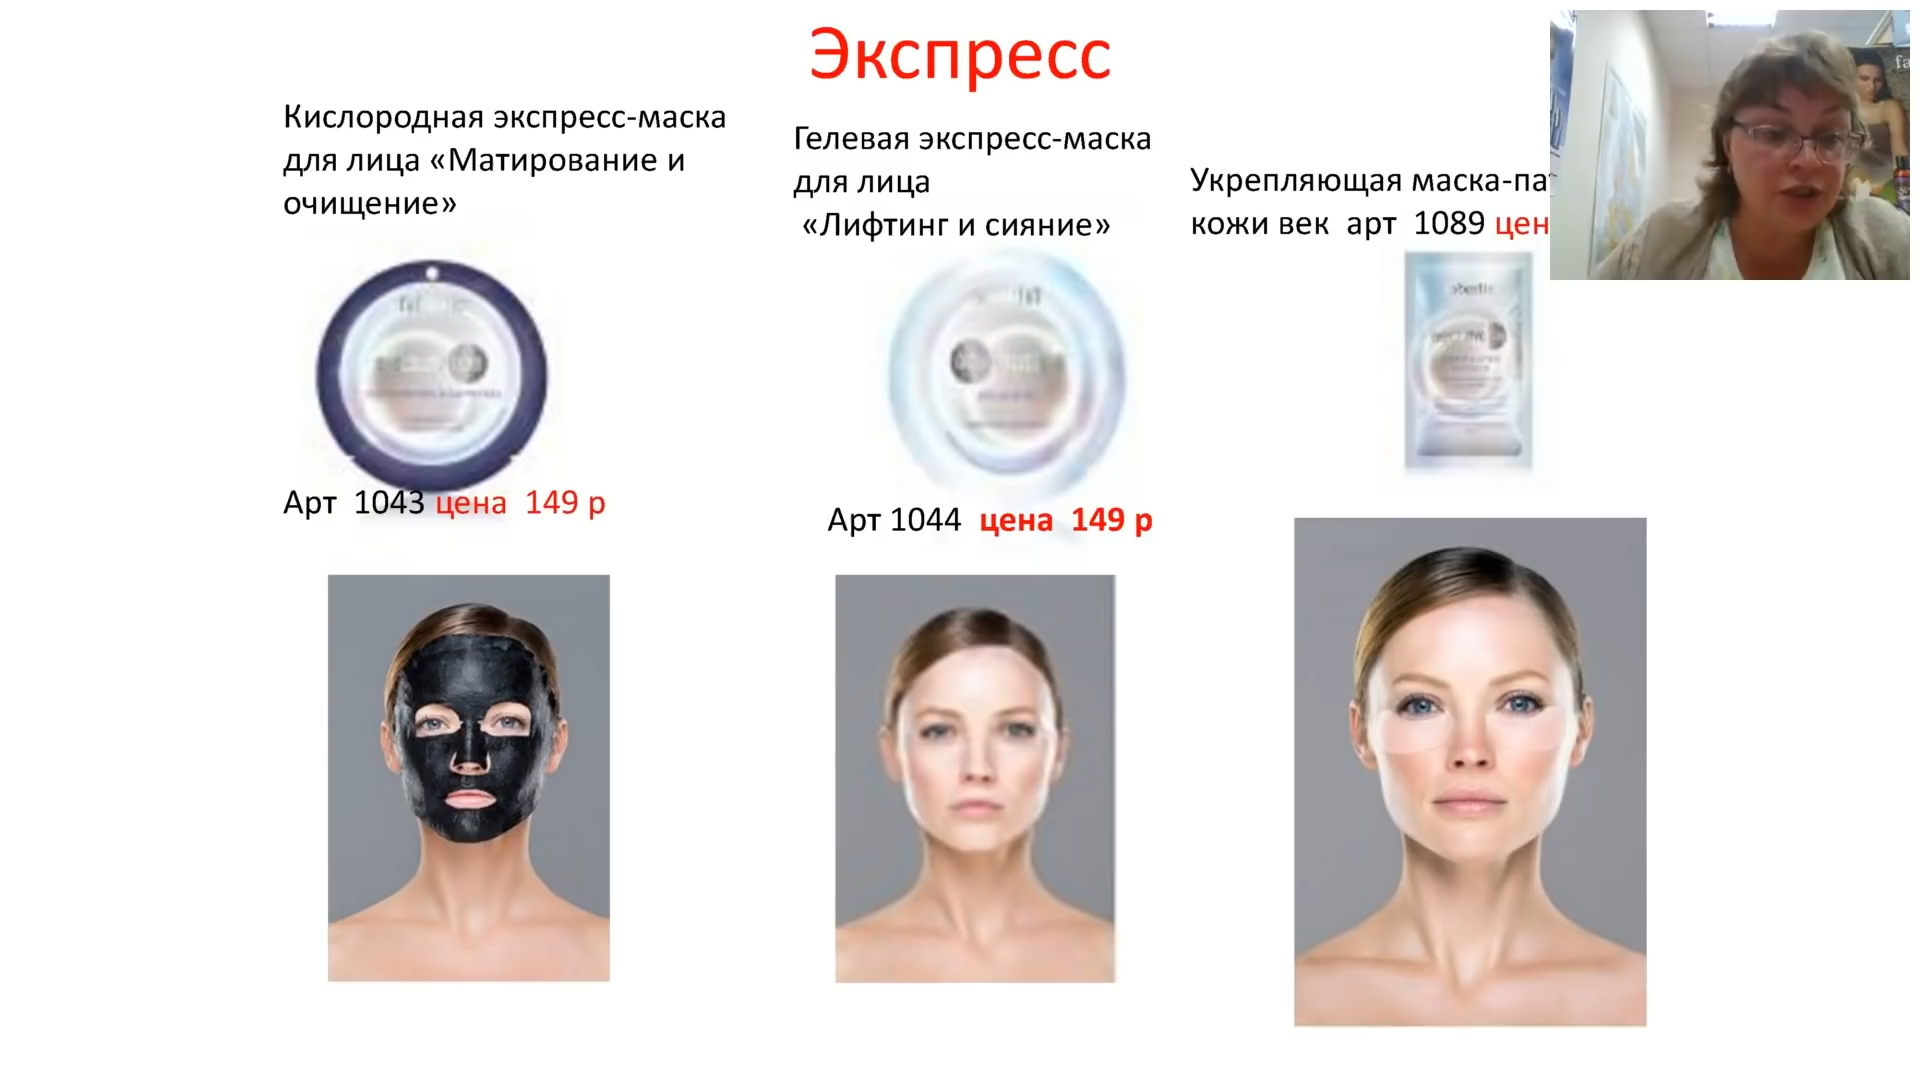 Экспресс
Кислородная экспресс-маска
для лица «Матирование и
очищение»
Гелевая экспресс-маска
для лица
«Лифтинг и сияние»
Укрепляющая маска-па
кожи век арт 1089 цен
Арт 1043 цена 149 р
Арт 1044 цена 149 р